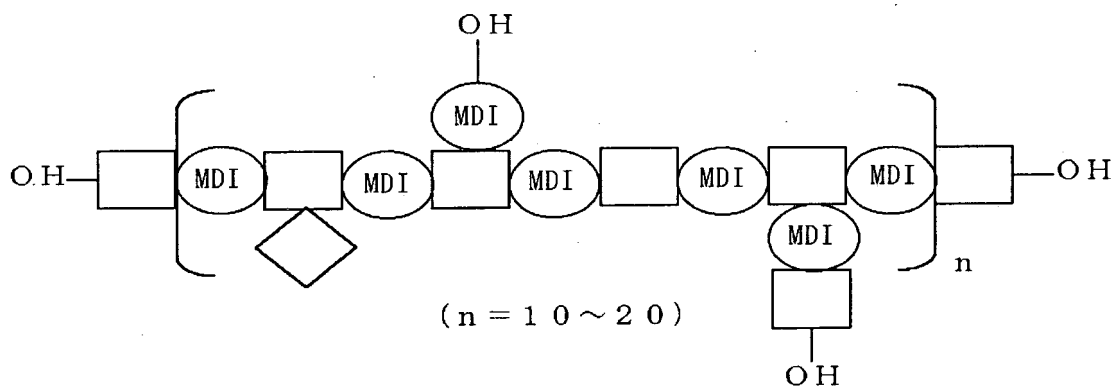 OH
MDI
OH MDI MDI MDI MDI MDI OH
MDI
n
(n=10~20)
OH